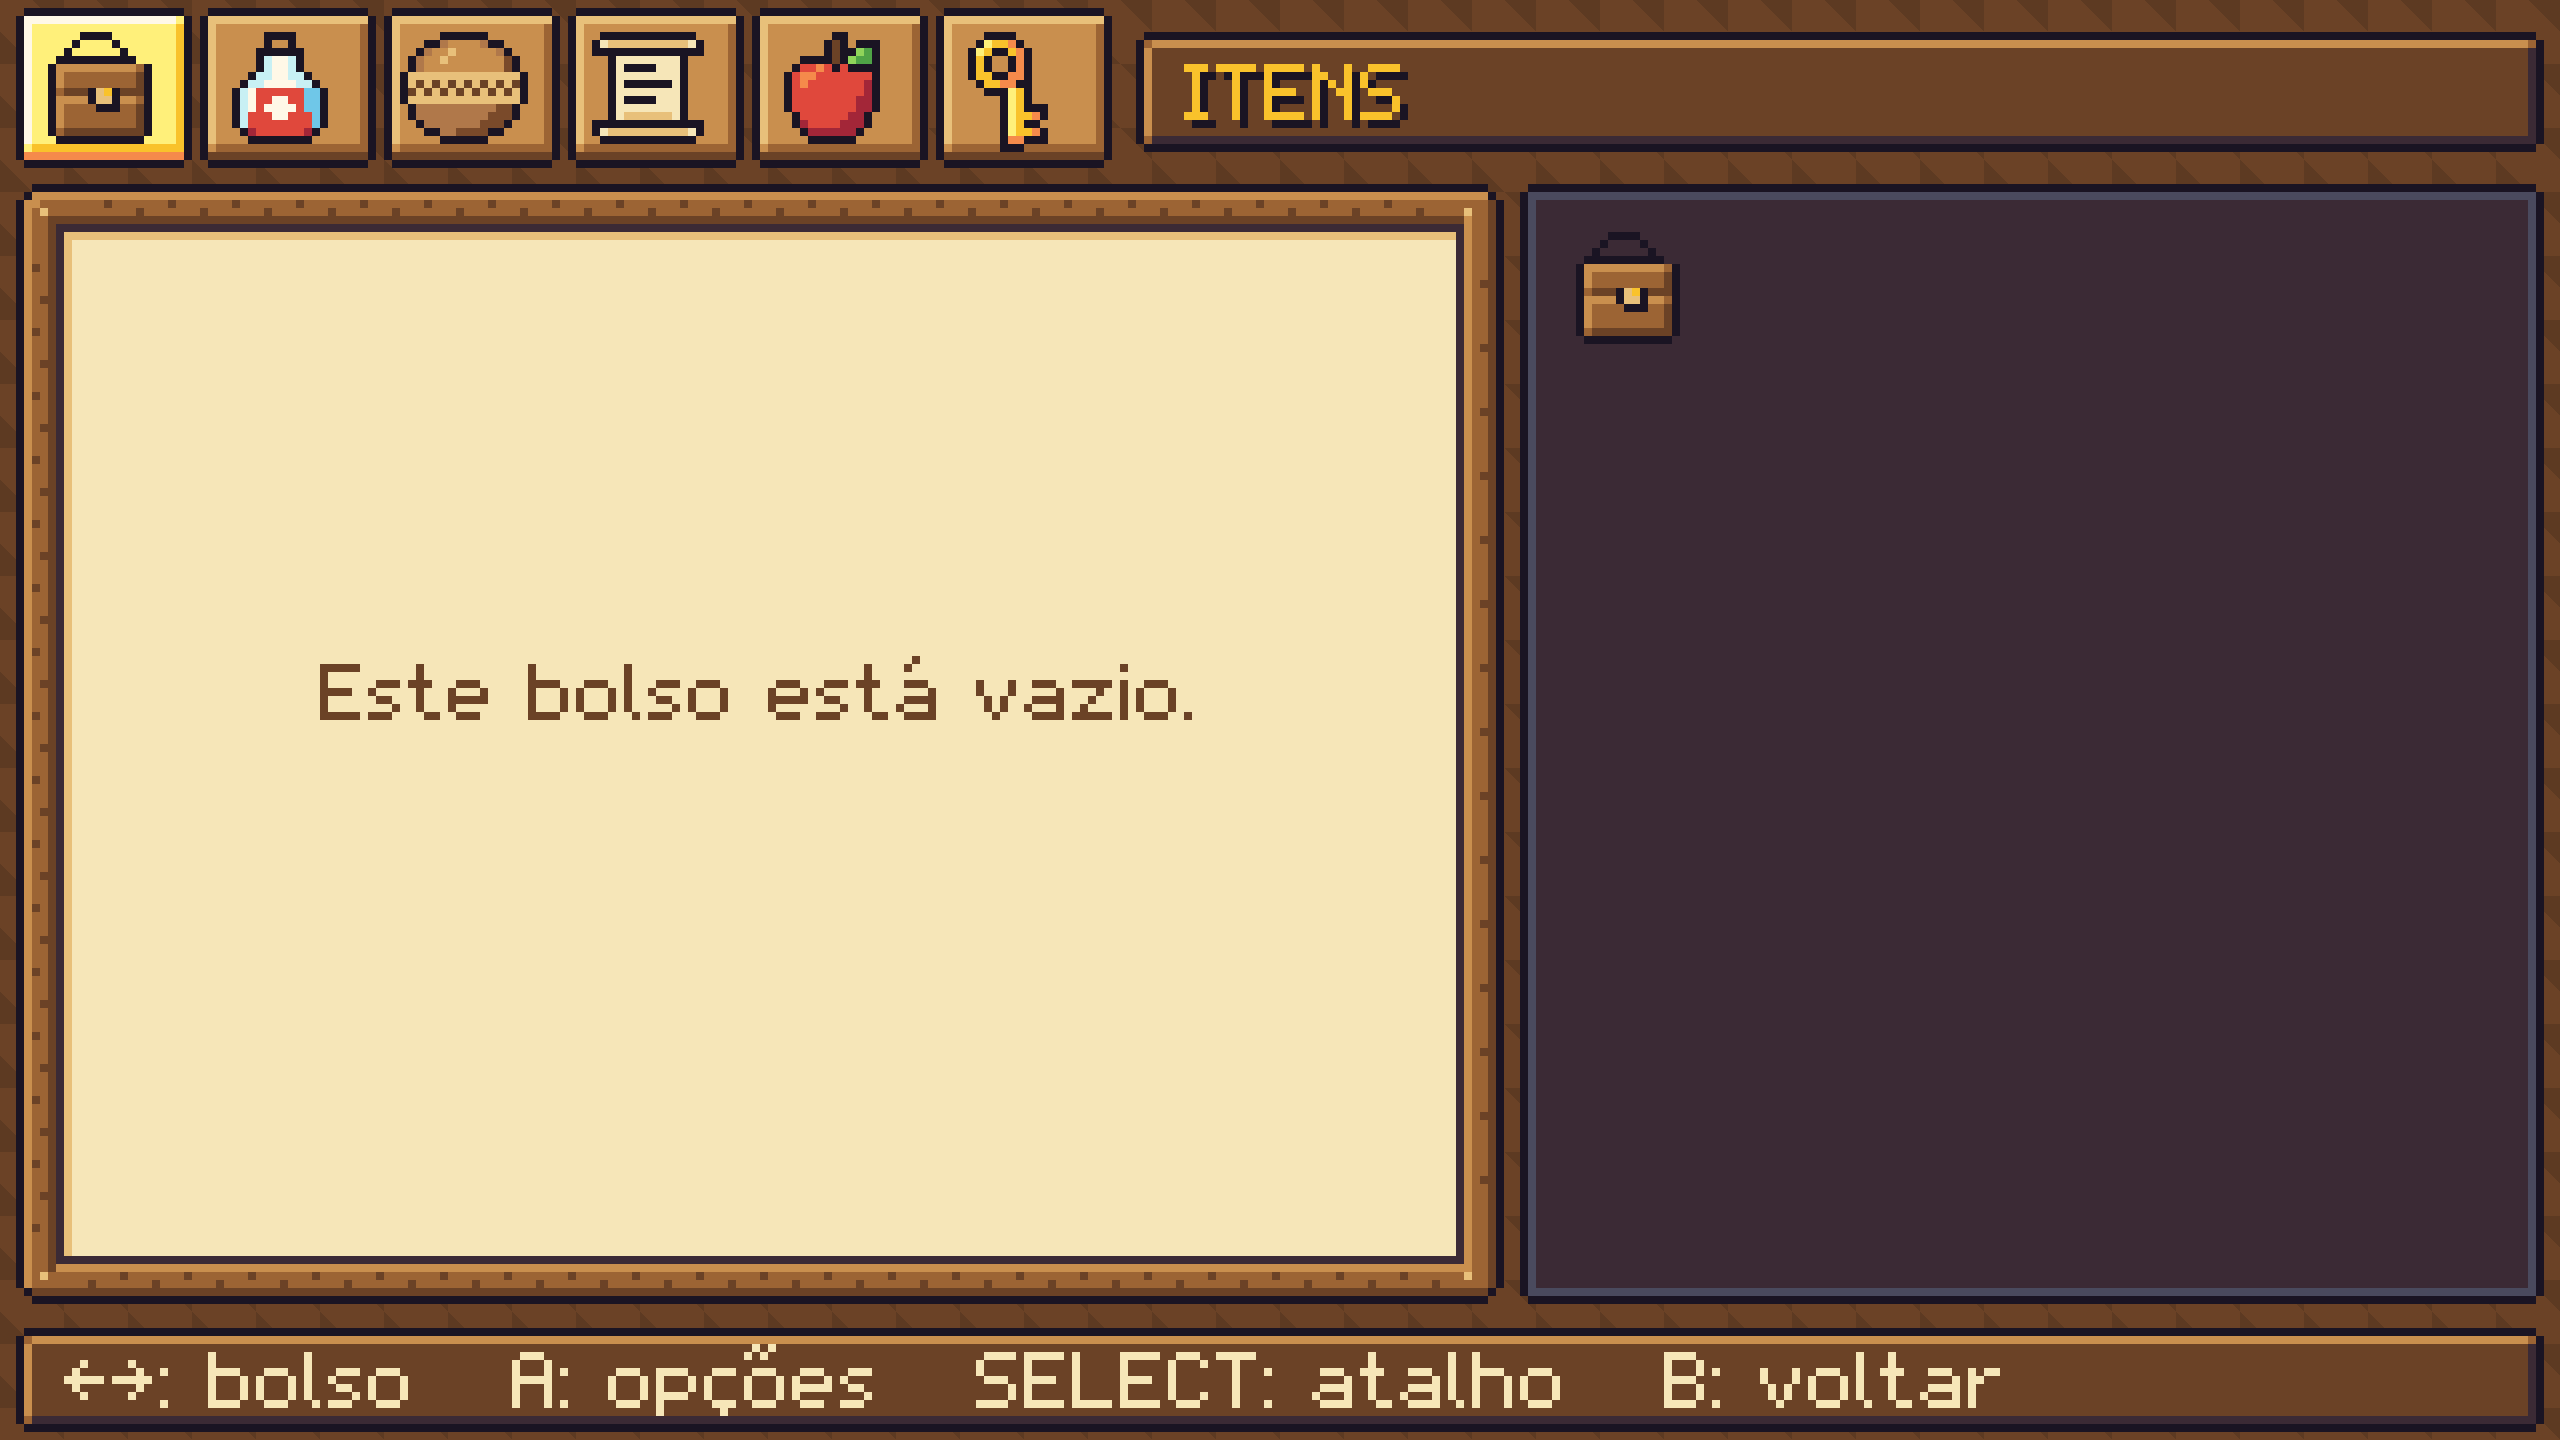 ITENS
Este bolso está vazio.
←→: bolso A: opções SELECT: atalho B: voltar